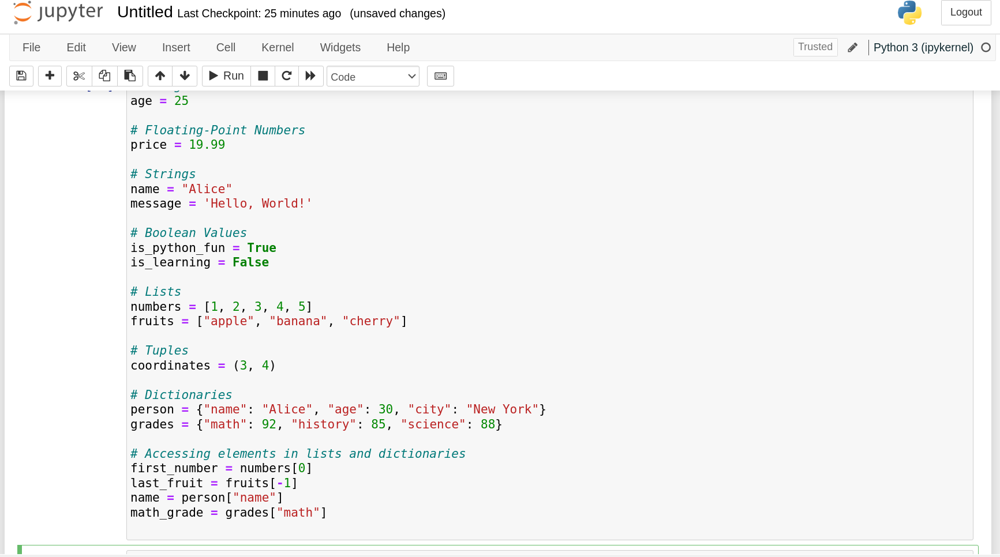 jupyter Untitled Last Checkpoint: 25 minutes ago (unsaved changes) Logout
File Edit View Insert Cell Kernel Widgets Help Trusted Python 3 (ipykernel)
Run Code
age = 25
# Floating-Point Numbers
price = 19.99
# Strings
name = "Alice"
message = 'Hello, World!'
# Boolean Values
is_python_fun = True
is_learning = False
# Lists
numbers = [1, 2, 3, 4, 5]
fruits = ["apple", "banana", "cherry"]
# Tuples
coordinates = (3, 4)
# Dictionaries
person = {"name": "Alice", "age": 30, "city": "New York"}
grades = {"math": 92, "history": 85, "science": 88}
# Accessing elements in lists and dictionaries
first_number = numbers[0]
last_fruit = fruits[-1]
name = person["name"]
math_grade = grades["math"]